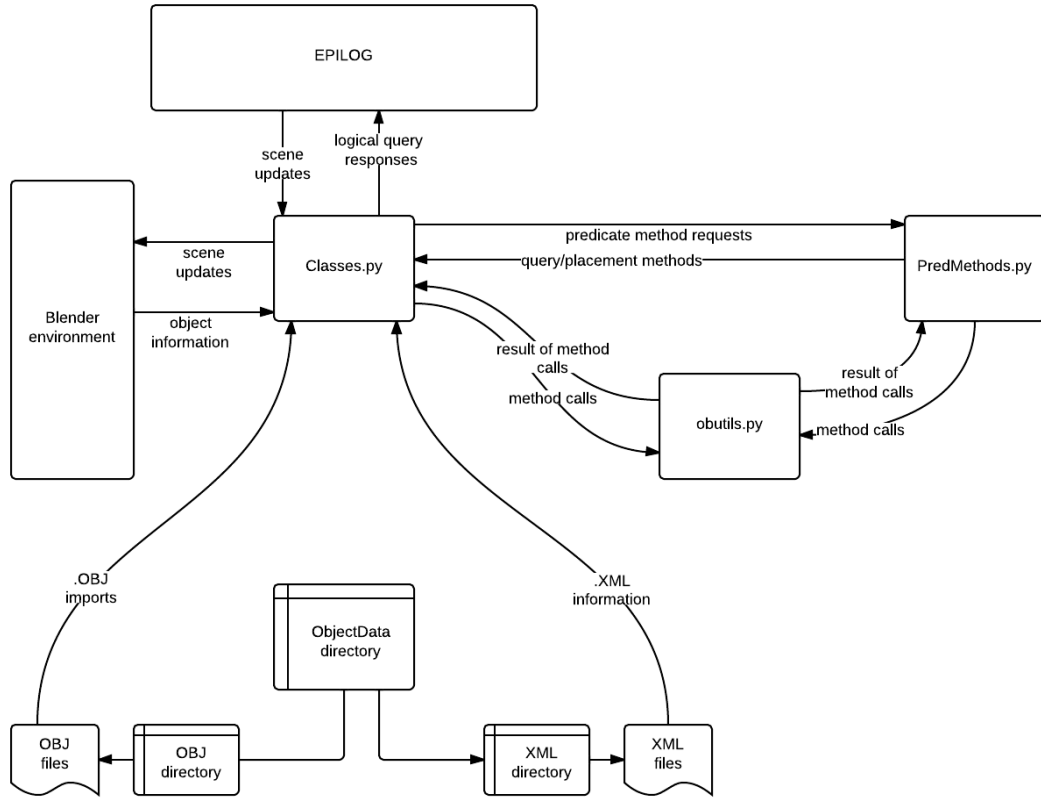 EPILOG
scene
updates
logical query
responses
Blender
environment
scene
updates
object
information
Classes.py
predicate method requests
query/placement methods
PredMethods.py
result of method
calls
method calls
obutils.py
result of
method calls
method calls
.OBJ
imports
.XML
information
ObjectData
directory
OBJ
files
OBJ
directory
XML
directory
XML
files